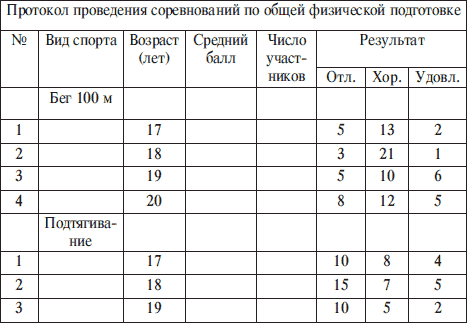 Протокол проведения соревнований по общей физической подготовке
№ Вид спорта Возраст (лет) Средний балл Число участ-ников Результат
Отл. Хор. Удовл.
Бег 100 м
1 17 5 13 2
2 18 3 21 1
3 19 5 10 6
4 20 8 12 5
Подтягива-
ние
1 17 10 8 4
2 18 15 7 5
3 19 10 5 2